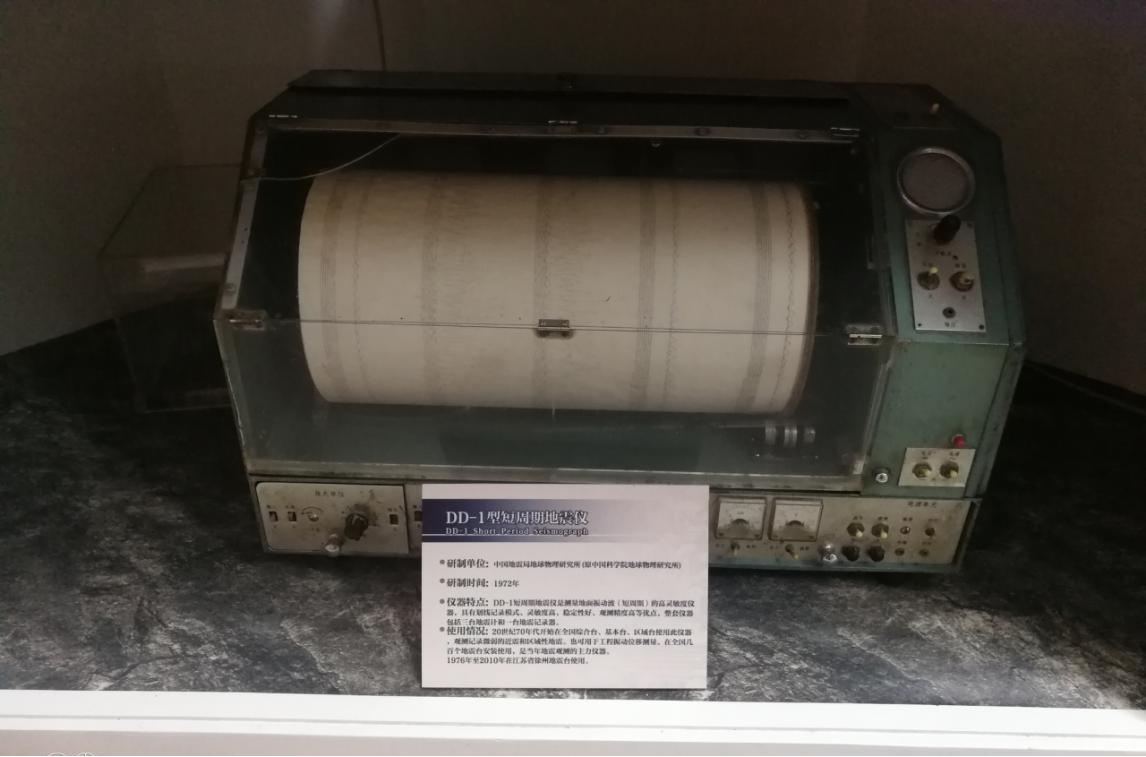 放大单位
电源单元
DD-1型短周期地震仪
DD-1 Short Period Seismograph
研制单位：中国地震局地球物理研究所(原中国科学院地球物理研究所)
研制时间：1972年
仪器特点：DD-1短周期地震仪是测量地面振动波（短周期）的高灵敏度仪
器，具有划线记录模式、灵敏度高、稳定性好、观测精度高等优点，整套仪器
包括三台地震计和一台地震记录器。
使用情况：20世纪70年代开始在全国综合台、基本台、区域台使用此仪器
，观测记录微弱的近震和区域性地震，也可用于工程振动位移测量。在全国几
百个地震台安装使用，是当年地震观测的主力仪器。
1976年至2010年在江苏省徐州地震台使用。